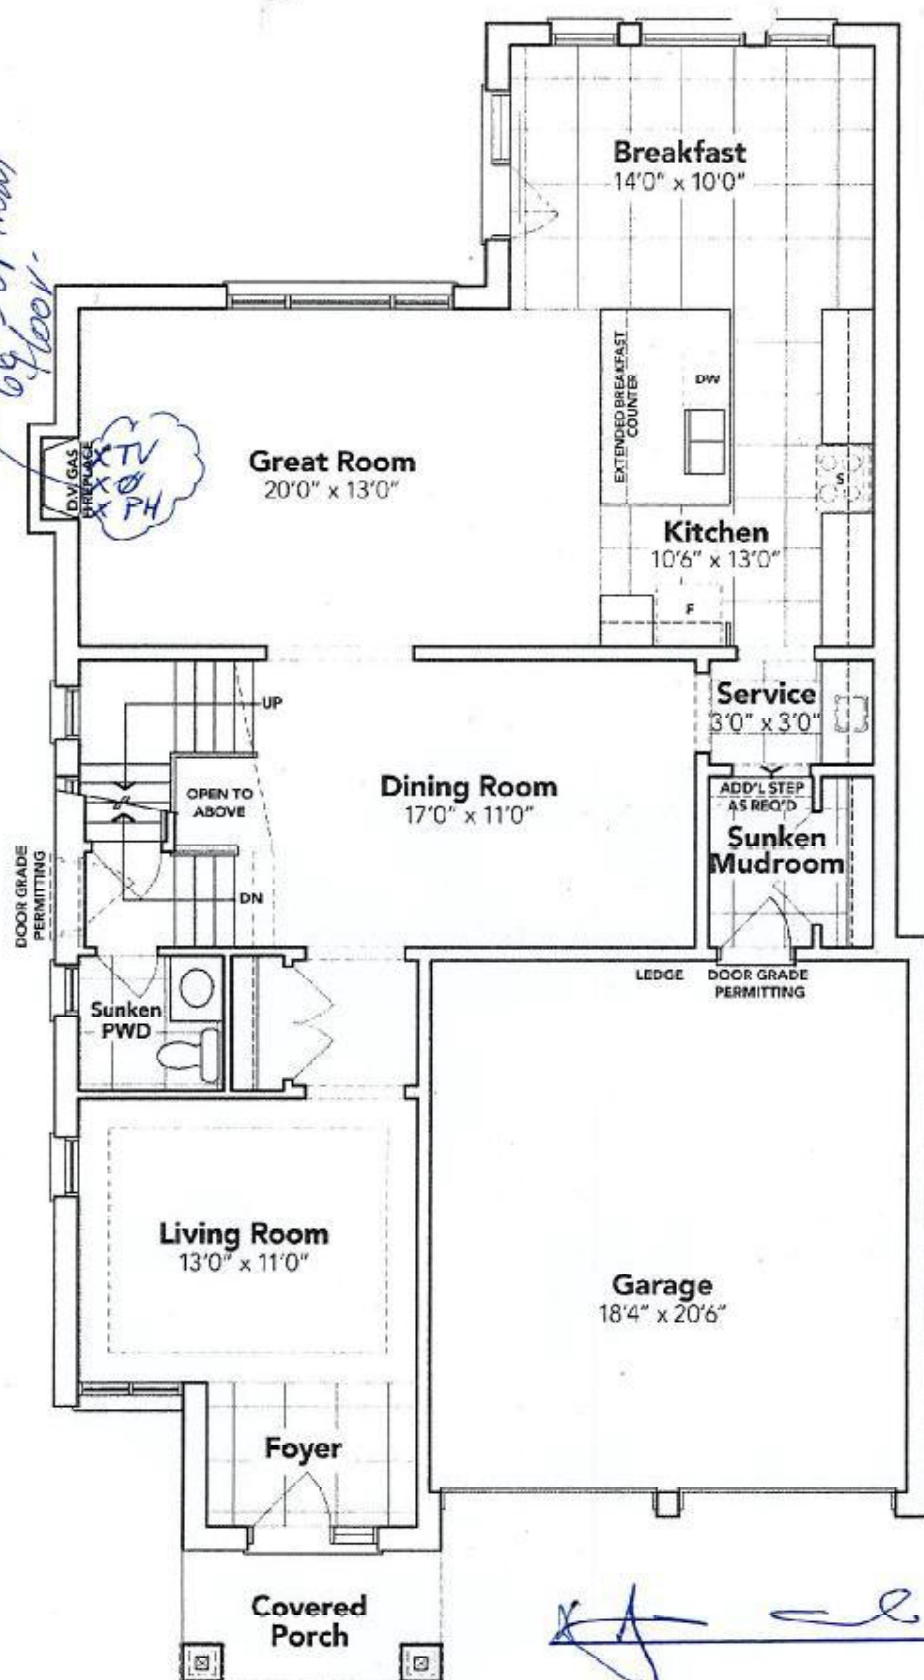 Breakfast
14'0" x 10'0"
floor-
EXTENDED BREAKFAST
COUNTER
DW
D.V. GAS
FIREPLACE
x TV
x Ø
x PH
Great Room
20'0" x 13'0"
S
Kitchen
10'6" x 13'0"
F
UP
Service
3'0" x 3'0"
OPEN TO
ABOVE
Dining Room
17'0" x 11'0"
ADD'L STEP
AS REQ'D
Sunken
Mudroom
DOOR GRADE
PERMITTING
DN
LEDGE
DOOR GRADE
PERMITTING
Sunken
PWD
Living Room
13'0" x 11'0"
Garage
18'4" x 20'6"
Foyer
Covered
Porch